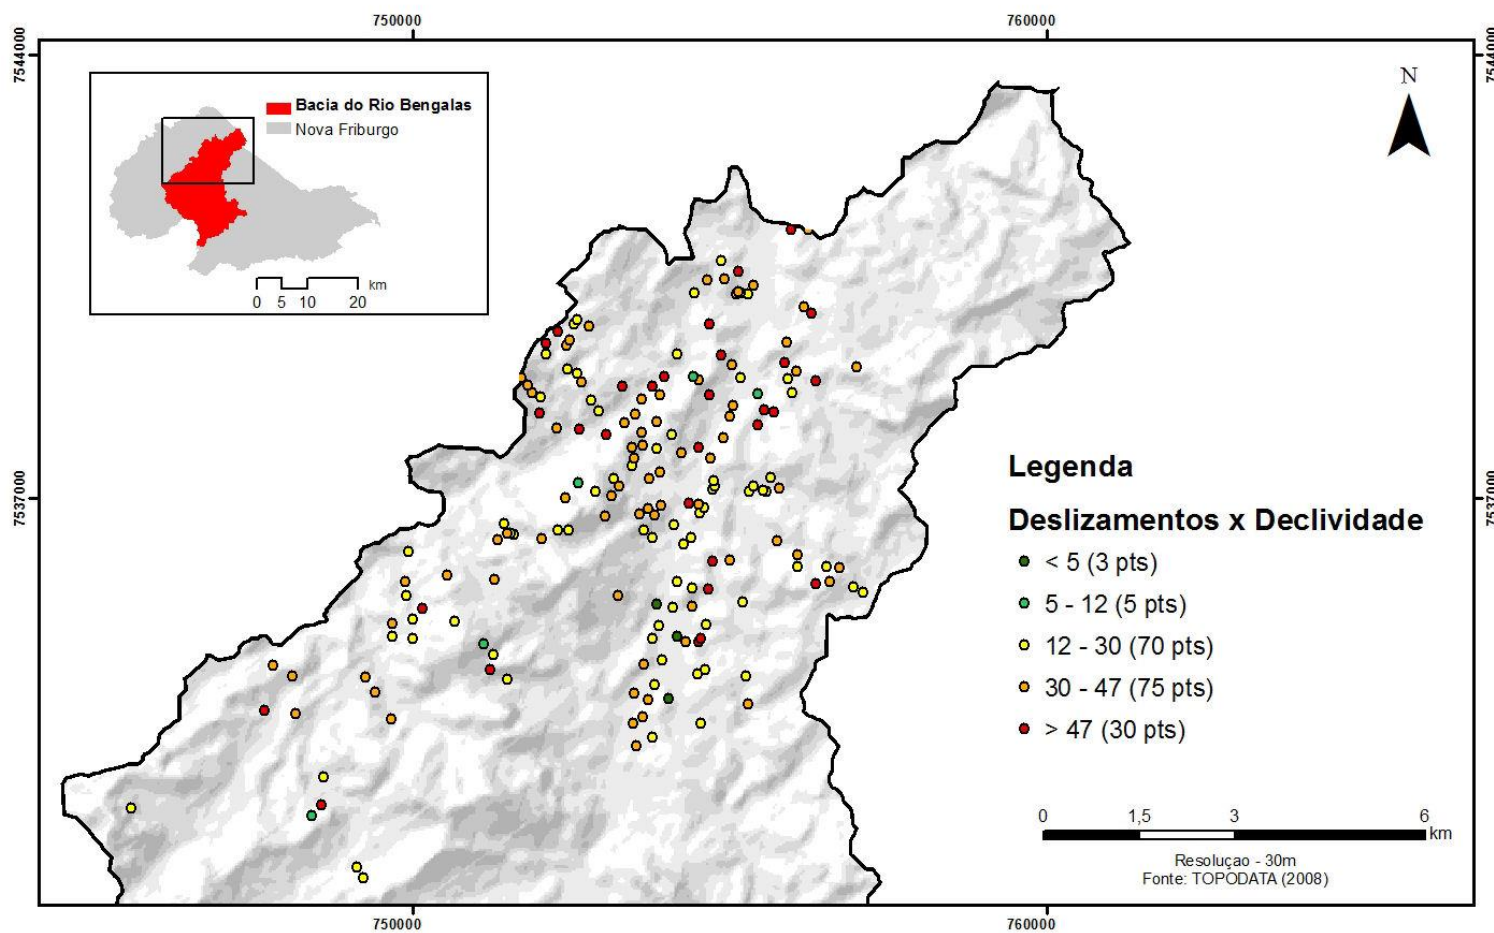 750000
760000
7544000
7544000
Bacia do Rio Bengalas
Nova Friburgo
0 5 10 20 km
N
7537000
7537000
Legenda
Deslizamentos x Declividade
< 5 (3 pts)
5 - 12 (5 pts)
12 - 30 (70 pts)
30 - 47 (75 pts)
> 47 (30 pts)
0 1,5 3 6
km
Resoluçao - 30m
Fonte: TOPODATA (2008)
750000
760000